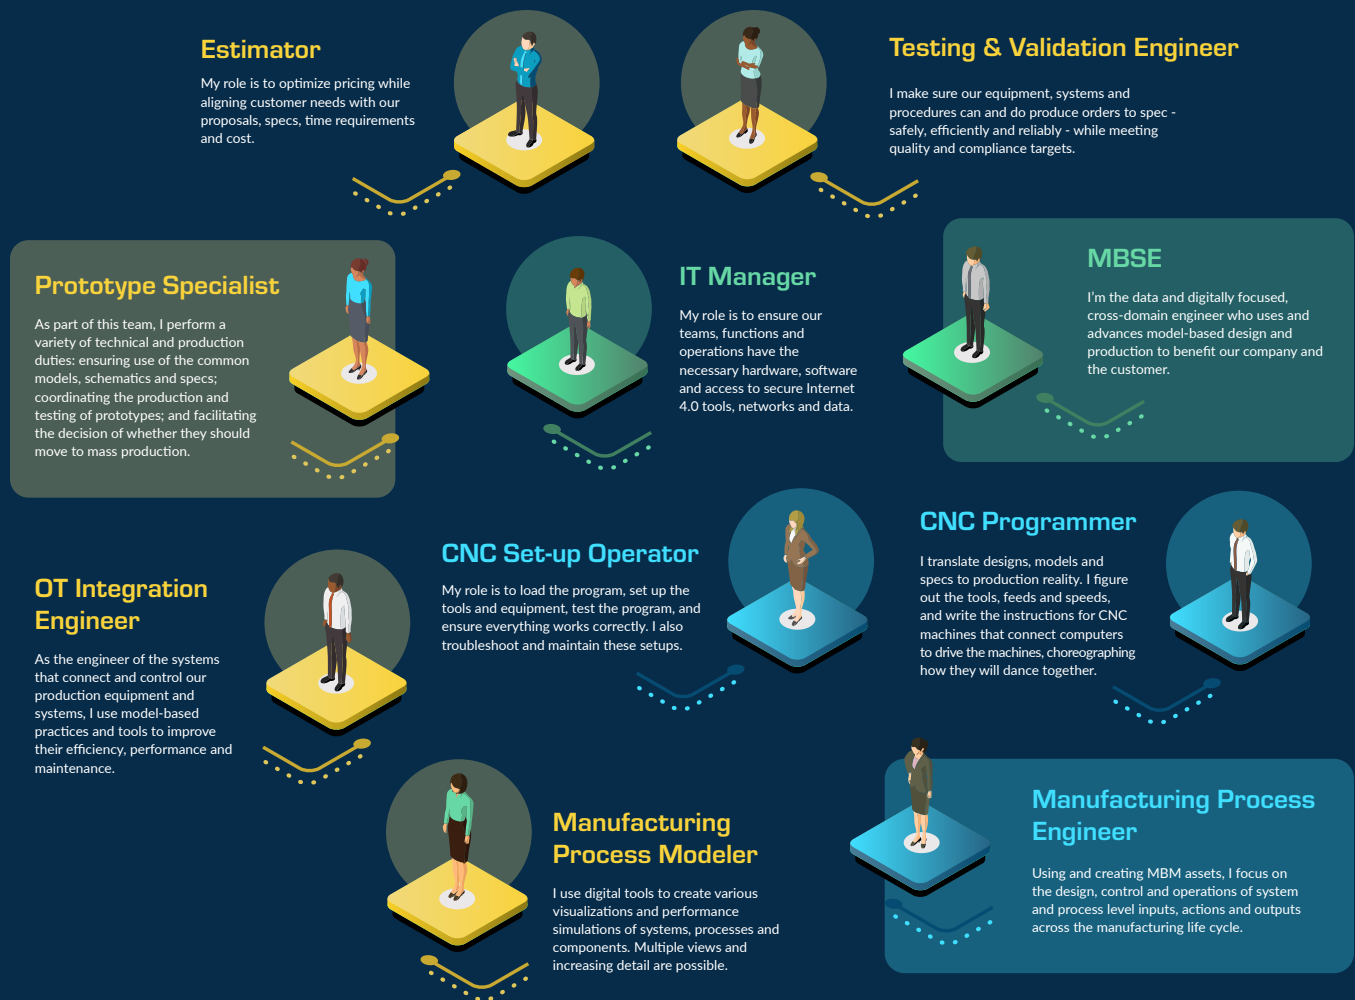 Estimator
My role is to optimize pricing while
aligning customer needs with our
proposals, specs, time requirements
and cost.
Testing & Validation Engineer
I make sure our equipment, systems and
procedures can and do produce orders to spec -
safely, efficiently and reliably - while meeting
quality and compliance targets.
Prototype Specialist
As part of this team, I perform a
variety of technical and production
duties: ensuring use of the common
models, schematics and specs;
coordinating the production and
testing of prototypes; and facilitating
the decision of whether they should
move to mass production.
IT Manager
My role is to ensure our
teams, functions and
operations have the
necessary hardware, software
and access to secure Internet
4.0 tools, networks and data.
MBSE
I'm the data and digitally focused,
cross-domain engineer who uses and
advances model-based design and
production to benefit our company and
the customer.
OT Integration
Engineer
As the engineer of the systems
that connect and control our
production equipment and
systems, I use model-based
practices and tools to improve
their efficiency, performance and
maintenance.
CNC Set-up Operator
My role is to load the program, set up the
tools and equipment, test the program, and
ensure everything works correctly. I also
troubleshoot and maintain these setups.
CNC Programmer
I translate designs, models and
specs to production reality. I figure
out the tools, feeds and speeds,
and write the instructions for CNC
machines that connect computers
to drive the machines, choreographing
how they will dance together.
Manufacturing
Process Modeler
I use digital tools to create various
visualizations and performance
simulations of systems, processes and
components. Multiple views and
increasing detail are possible.
Manufacturing Process
Engineer
Using and creating MBM assets, I focus on
the design, control and operations of system
and process level inputs, actions and outputs
across the manufacturing life cycle.